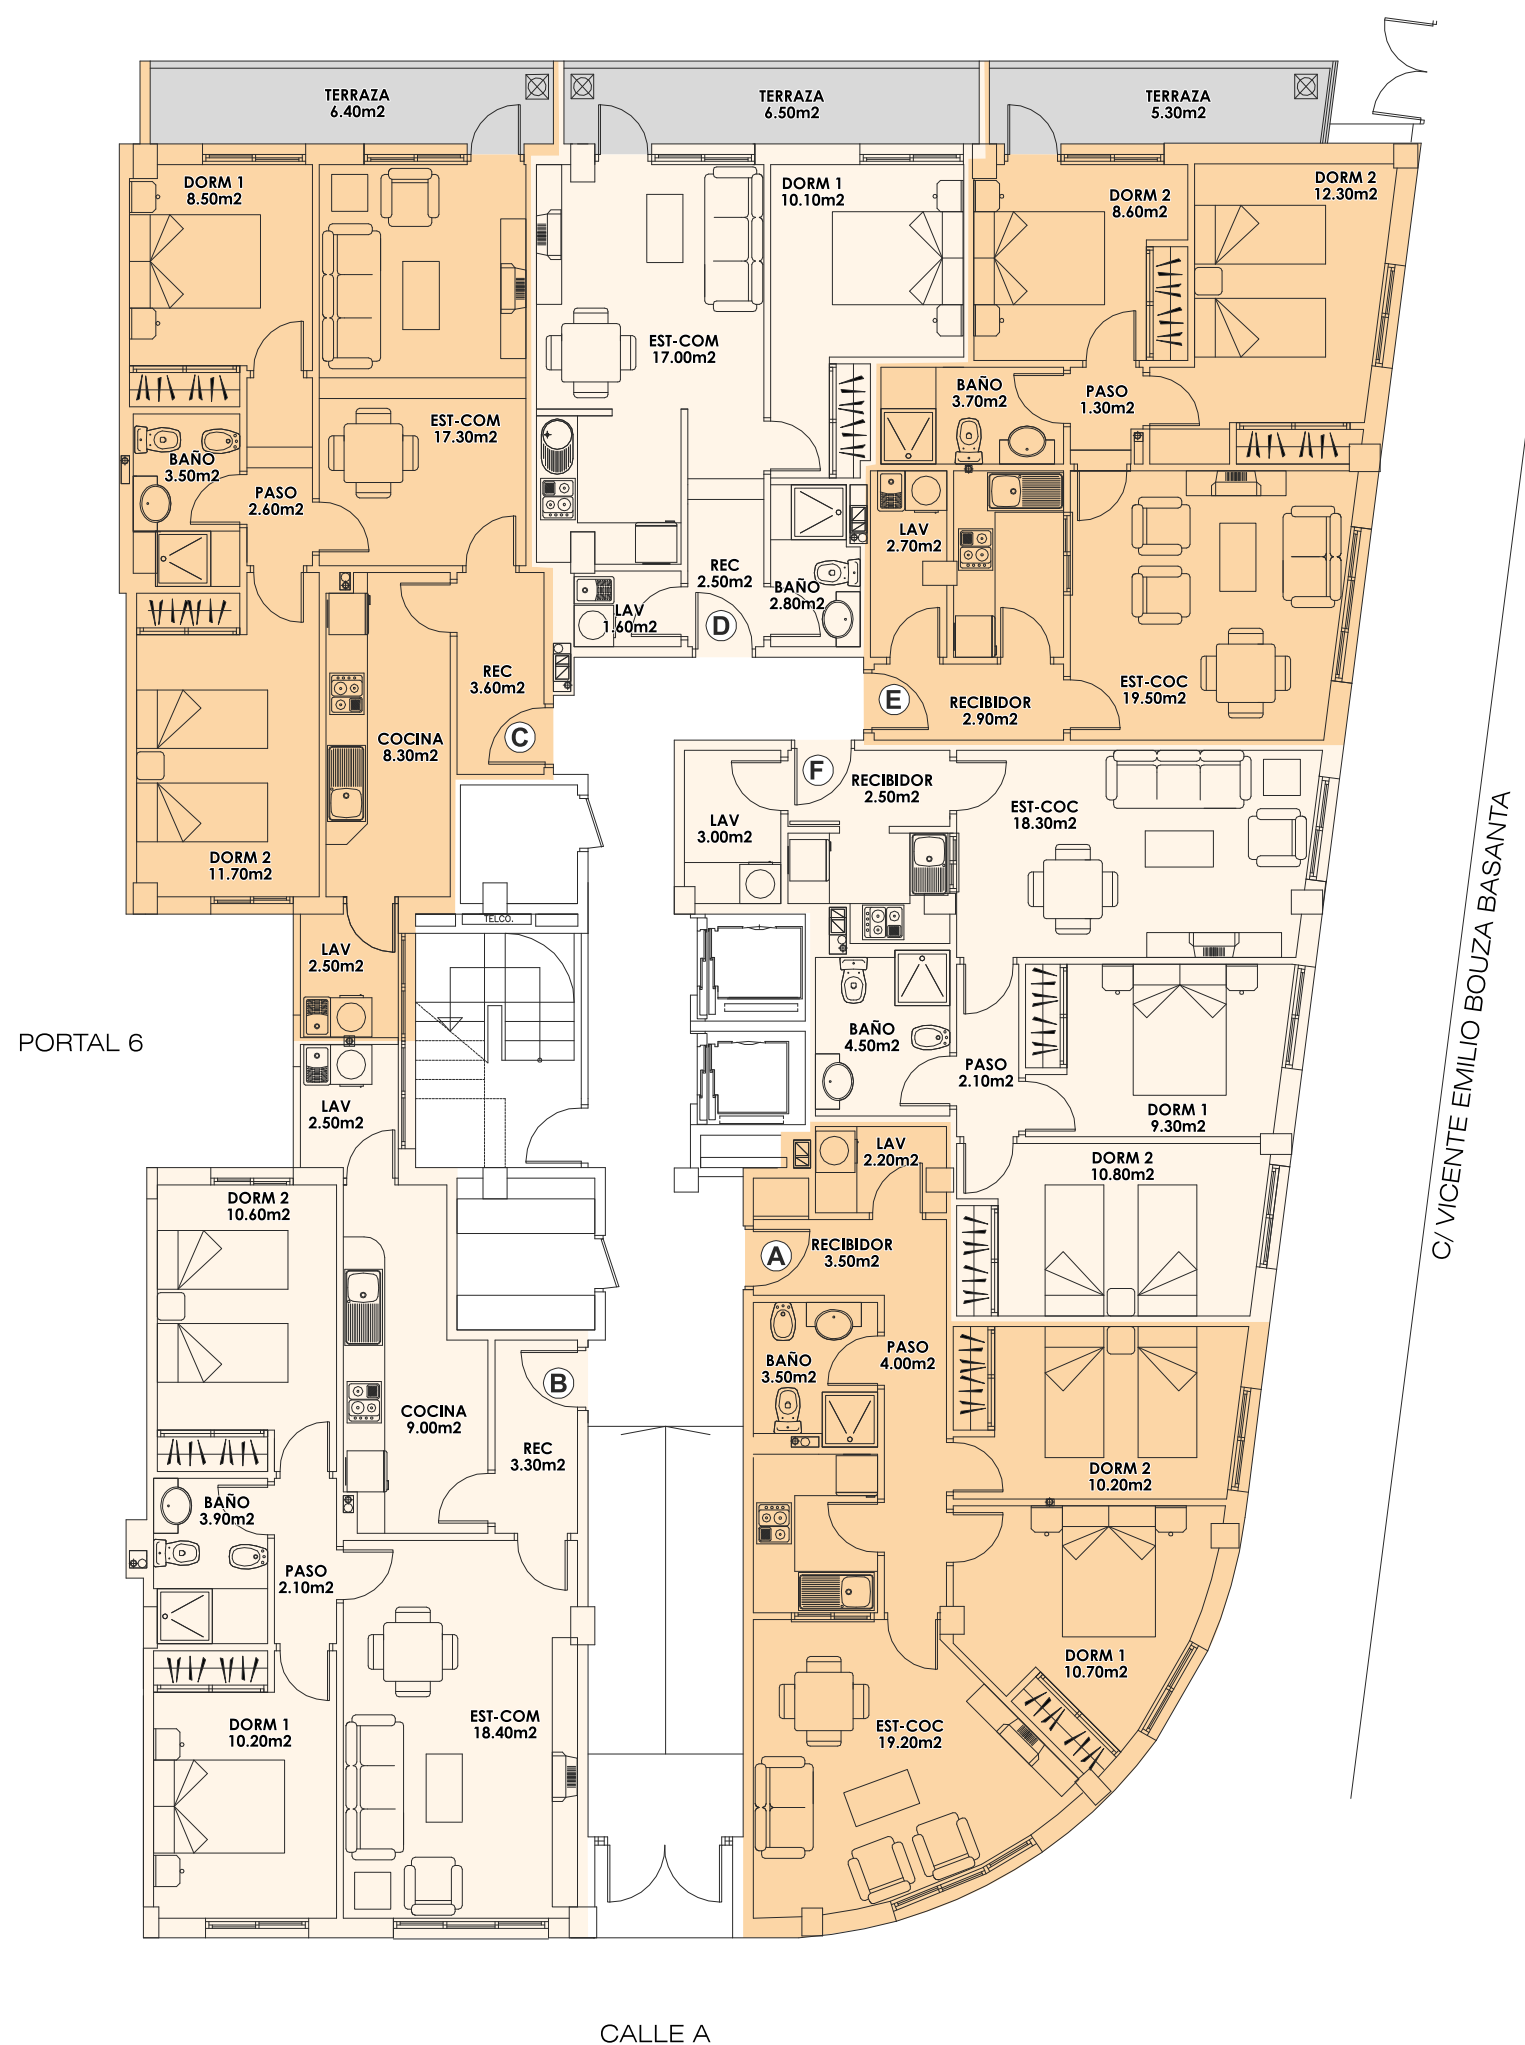 TERRAZA
6.40m2
TERRAZA
6.50m2
TERRAZA
5.30m2
DORM 1
8.50m2
DORM 1
10.10m2
DORM 2
8.60m2
DORM 2
12.30m2
EST-COM
17.00m2
BAÑO
3.70m2
PASO
1.30m2
EST-COM
17.30m2
BAÑO
3.50m2
PASO
2.60m2
LAV
2.70m2
REC
2.50m2
BAÑO
2.80m2
LAV
1.60m2
D
REC
3.60m2
C
E
RECIBIDOR
2.90m2
EST-COC
19.50m2
COCINA
8.30m2
F
RECIBIDOR
2.50m2
EST-COC
18.30m2
LAV
3.00m2
DORM 2
11.70m2
TELCO.
LAV
2.50m2
PORTAL 6
BAÑO
4.50m2
PASO
2.10m2
LAV
2.50m2
DORM 1
9.30m2
C/ VICENTE EMILIO BOUZA BASANTA
LAV
2.20m2
DORM 2
10.80m2
DORM 2
10.60m2
A
RECIBIDOR
3.50m2
BAÑO
3.50m2
PASO
4.00m2
B
COCINA
9.00m2
REC
3.30m2
DORM 2
10.20m2
BAÑO
3.90m2
PASO
2.10m2
DORM 1
10.70m2
DORM 1
10.20m2
EST-COM
18.40m2
EST-COC
19.20m2
CALLE A